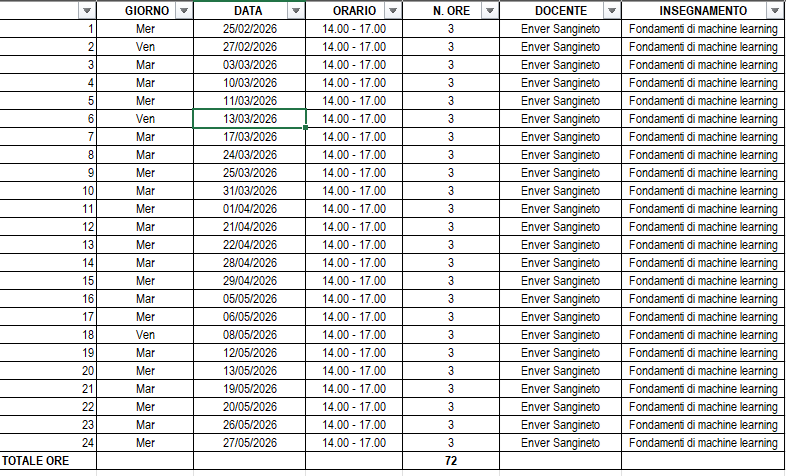 GIORNO DATA ORARIO N. ORE DOCENTE INSEGNAMENTO
1 Mer 25/02/2026 14.00 - 17.00 3 Enver Sangineto Fondamenti di machine learning
2 Ven 27/02/2026 14.00 - 17.00 3 Enver Sangineto Fondamenti di machine learning
3 Mar 03/03/2026 14.00 - 17.00 3 Enver Sangineto Fondamenti di machine learning
4 Mar 10/03/2026 14.00 - 17.00 3 Enver Sangineto Fondamenti di machine learning
5 Mer 11/03/2026 14.00 - 17.00 3 Enver Sangineto Fondamenti di machine learning
6 Ven 13/03/2026 14.00 - 17.00 3 Enver Sangineto Fondamenti di machine learning
7 Mar 17/03/2026 14.00 - 17.00 3 Enver Sangineto Fondamenti di machine learning
8 Mar 24/03/2026 14.00 - 17.00 3 Enver Sangineto Fondamenti di machine learning
9 Mer 25/03/2026 14.00 - 17.00 3 Enver Sangineto Fondamenti di machine learning
10 Mar 31/03/2026 14.00 - 17.00 3 Enver Sangineto Fondamenti di machine learning
11 Mer 01/04/2026 14.00 - 17.00 3 Enver Sangineto Fondamenti di machine learning
12 Mar 21/04/2026 14.00 - 17.00 3 Enver Sangineto Fondamenti di machine learning
13 Mer 22/04/2026 14.00 - 17.00 3 Enver Sangineto Fondamenti di machine learning
14 Mar 28/04/2026 14.00 - 17.00 3 Enver Sangineto Fondamenti di machine learning
15 Mer 29/04/2026 14.00 - 17.00 3 Enver Sangineto Fondamenti di machine learning
16 Mar 05/05/2026 14.00 - 17.00 3 Enver Sangineto Fondamenti di machine learning
17 Mer 06/05/2026 14.00 - 17.00 3 Enver Sangineto Fondamenti di machine learning
18 Ven 08/05/2026 14.00 - 17.00 3 Enver Sangineto Fondamenti di machine learning
19 Mar 12/05/2026 14.00 - 17.00 3 Enver Sangineto Fondamenti di machine learning
20 Mer 13/05/2026 14.00 - 17.00 3 Enver Sangineto Fondamenti di machine learning
21 Mar 19/05/2026 14.00 - 17.00 3 Enver Sangineto Fondamenti di machine learning
22 Mer 20/05/2026 14.00 - 17.00 3 Enver Sangineto Fondamenti di machine learning
23 Mar 26/05/2026 14.00 - 17.00 3 Enver Sangineto Fondamenti di machine learning
24 Mer 27/05/2026 14.00 - 17.00 3 Enver Sangineto Fondamenti di machine learning
TOTALE ORE 72